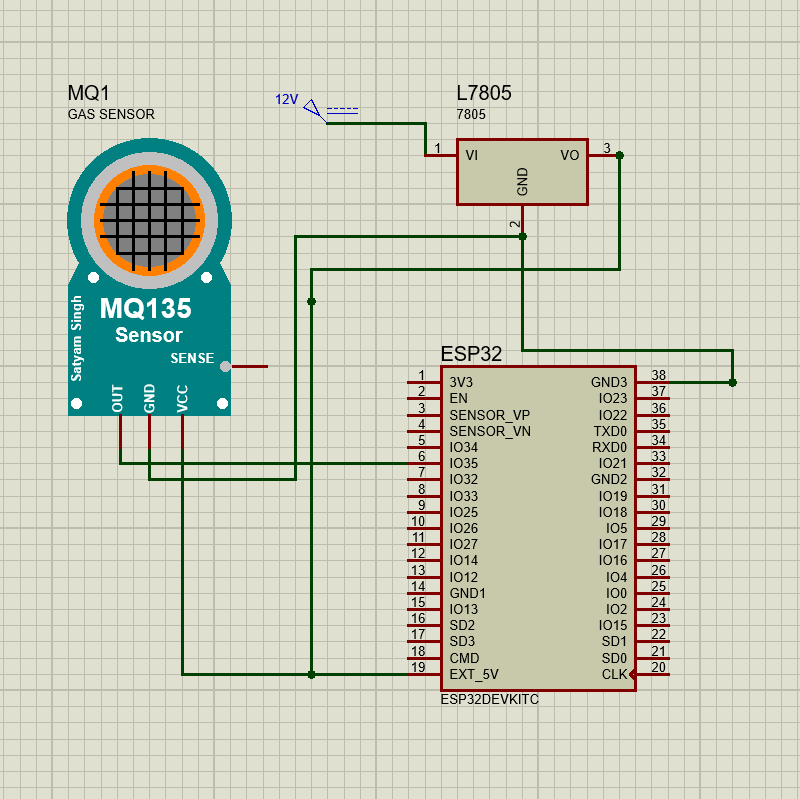 MQ1
GAS SENSOR
12V
L7805
7805
1
VI
VO
3
GND
2
MQ135
Sensor
Satyam Singh
SENSE
OUT
GND
VCC
ESP32
1 3V3 GND3 38
2 EN IO23 37
3 SENSOR_VP IO22 36
4 SENSOR_VN TXD0 35
5 IO34 RXD0 34
6 IO35 IO21 33
7 IO32 GND2 32
8 IO33 IO19 31
9 IO25 IO18 30
10 IO26 IO5 29
11 IO27 IO17 28
12 IO14 IO16 27
13 IO12 IO4 26
14 GND1 IO0 25
15 IO13 IO2 24
16 SD2 IO15 23
17 SD3 SD1 22
18 CMD SD0 21
19 EXT_5V CLK 20
ESP32DEVKITC